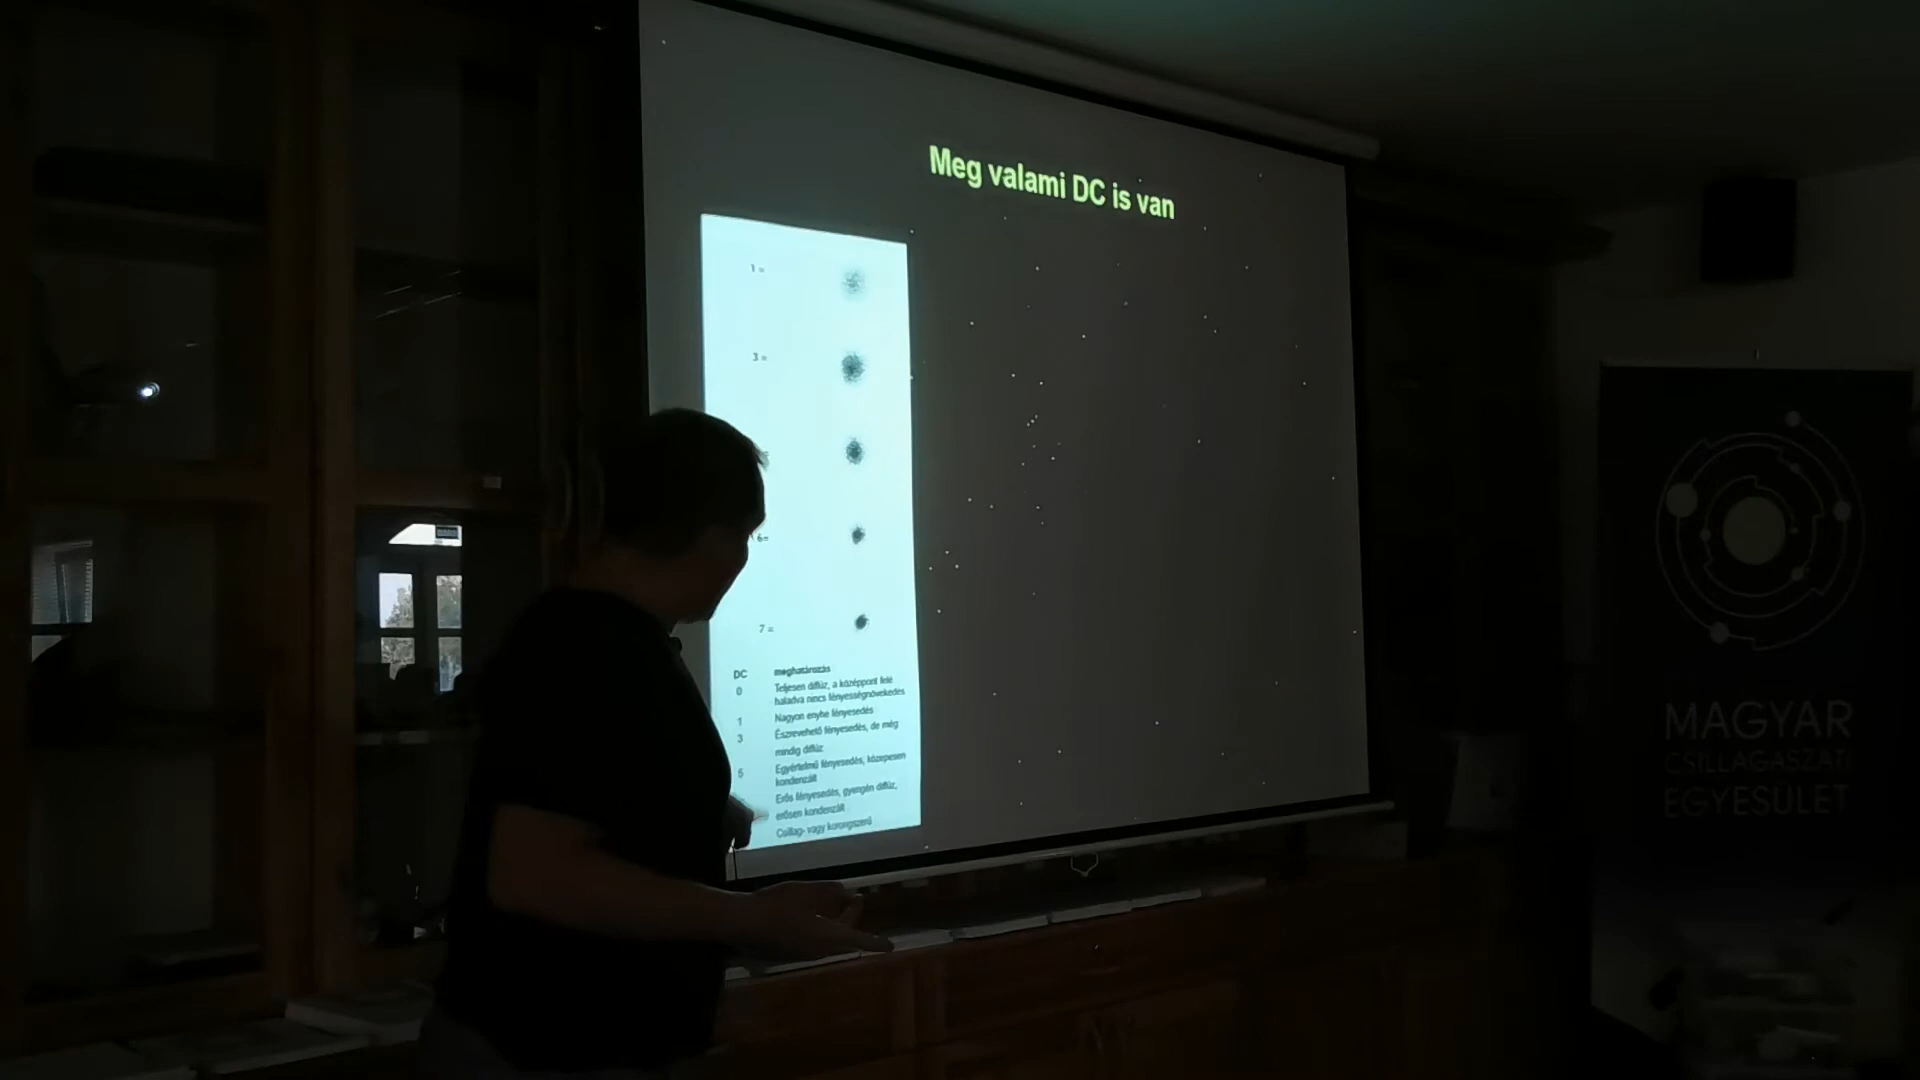 Meg valami DC is van
1 =
3 =
6=
7 =
DC meghatározás
0 Teljesen diffúz, a középpont felé
haladva nincs fényességnövekedés
1 Nagyon enyhe fényesedés
3 Észrevehető fényesedés, de még
mindig diffúz
5 Egyértelmű fényesedés, közepesen
kondenzált
Erős fényesedés, gyengén diffúz,
erősen kondenzált
Csillag- vagy korongszerű
MAGYAR
CSILLAGÁSZATI
EGYESÜLET